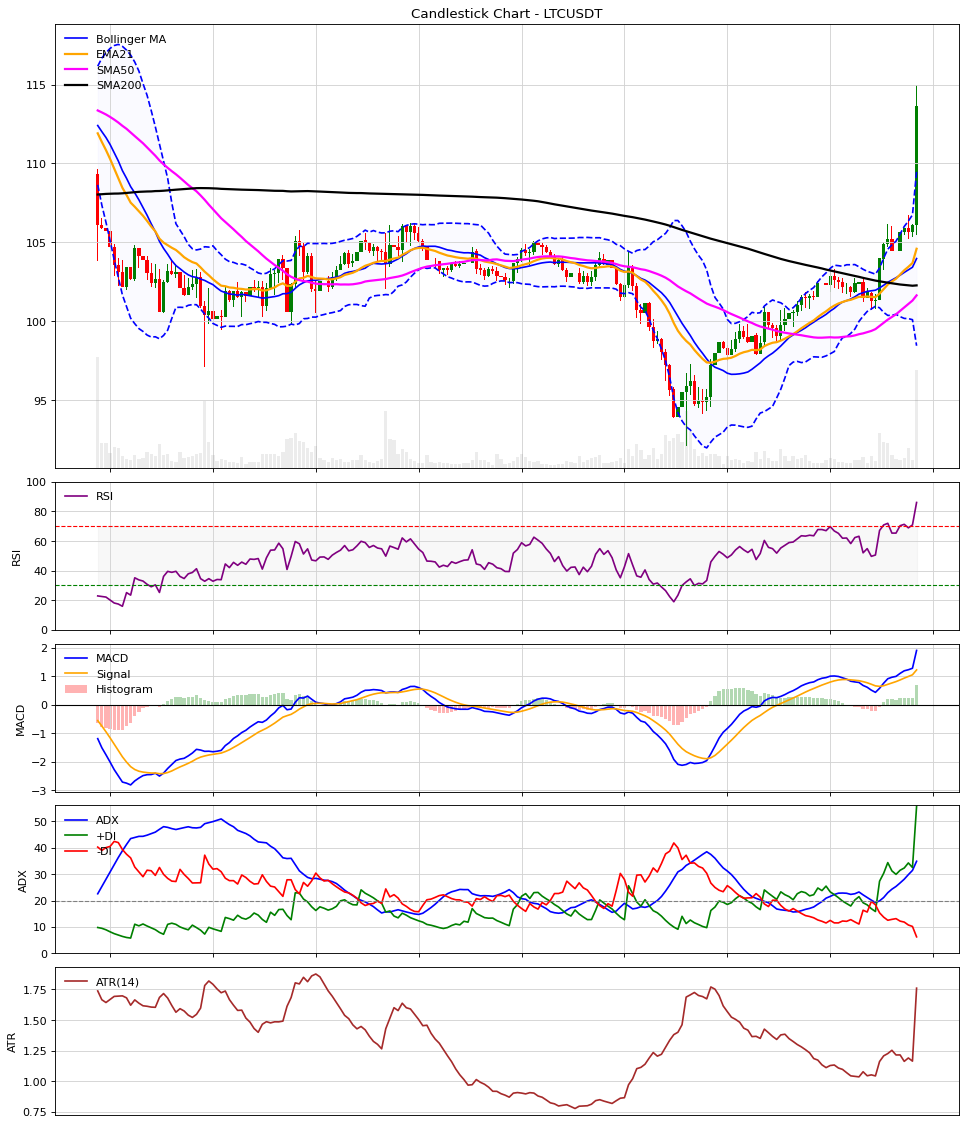 Candlestick Chart - LTCUSDT
Bollinger MA
EMA21
SMA50
SMA200
115
110
105
100
95
RSI
100
80
60
40
20
0
RSI
MACD
Signal
Histogram
2
1
0
−1
−2
−3
MACD
ADX
+DI
-DI
50
40
30
20
10
0
ADX
ATR(14)
1.75
1.50
1.25
1.00
0.75
ATR